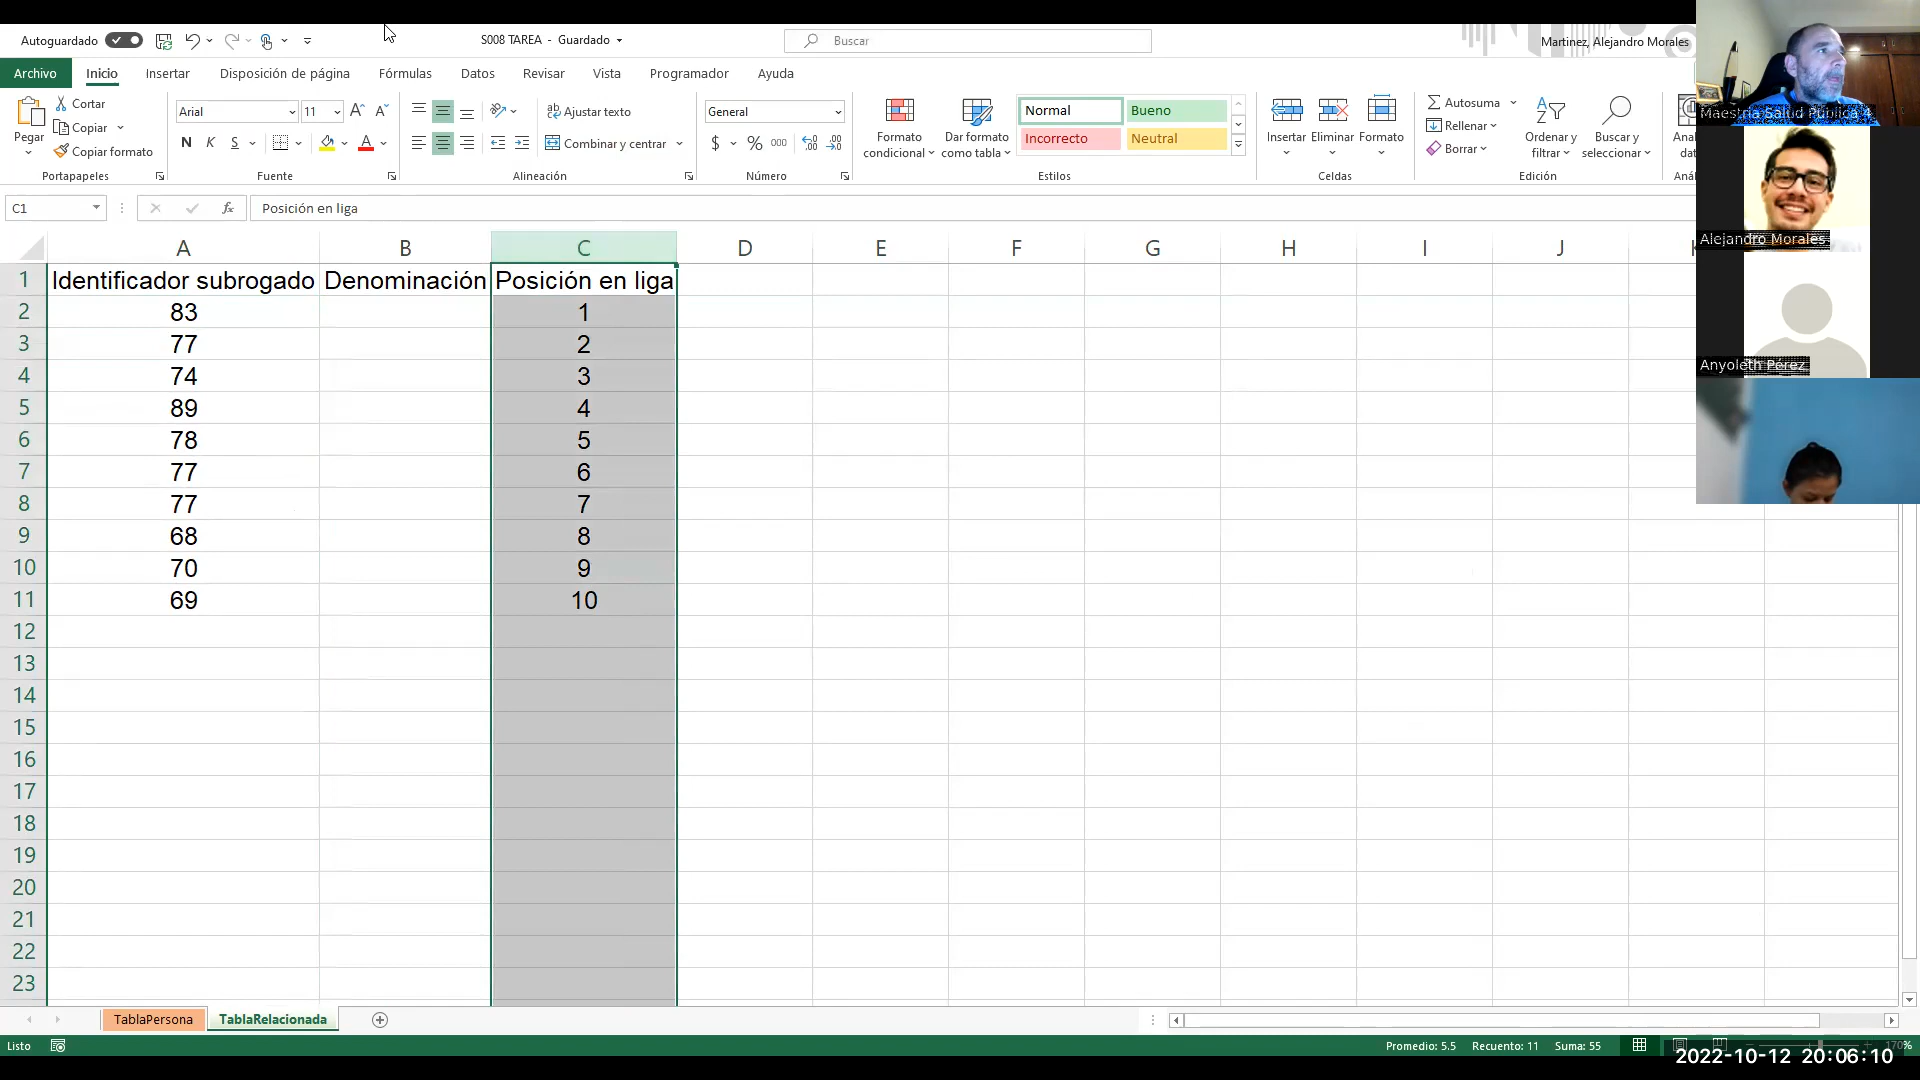 Autoguardado
S008 TAREA - Guardado
Buscar
Martinez, Alejandro Morales
Archivo Inicio Insertar Disposición de página Fórmulas Datos Revisar Vista Programador Ayuda
Pegar
Cortar
Copiar
Copiar formato
Portapapeles
Arial 11
N K S
Fuente
Ajustar texto
Combinar y centrar
Alineación
General
$ % 000
Número
Formato condicional
Dar formato como tabla
Normal Bueno
Incorrecto Neutral
Estilos
Insertar Eliminar Formato
Celdas
Autosuma
Rellenar
Borrar
Ordenar y filtrar
Buscar y seleccionar
Edición
C1
fx
Posición en liga
A B C D E F G H I J
1 Identificador subrogado Denominación Posición en liga
2 83 1
3 77 2
4 74 3
5 89 4
6 78 5
7 77 6
8 77 7
9 68 8
10 70 9
11 69 10
12
13
14
15
16
17
18
19
20
21
22
23
TablaPersona TablaRelacionada
Listo
Promedio: 5.5 Recuento: 11 Suma: 55
170%
2022-10-12 20:06:10
Maestria Salud Publica 4
Alejandro Morales
Anyoleth Pérez